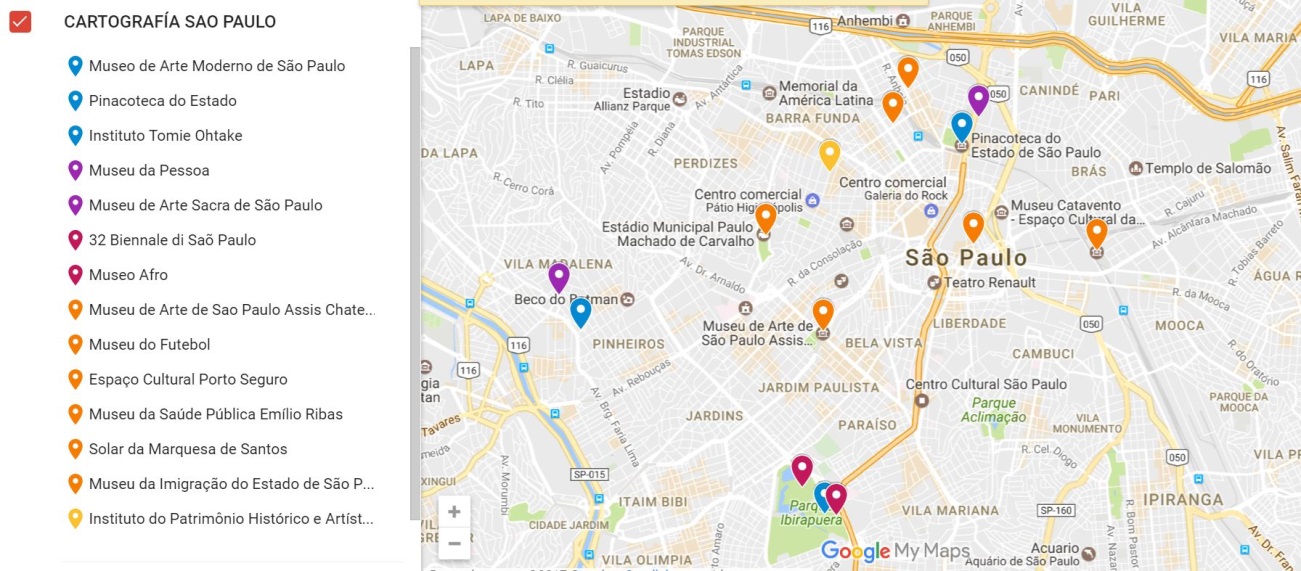 CARTOGRAFÍA SAO PAULO
Museo de Arte Moderno de São Paulo
Pinacoteca do Estado
Instituto Tomie Ohtake
Museu da Pessoa
Museu de Arte Sacra de São Paulo
32 Biennale di Saõ Paulo
Museo Afro
Museu de Arte de Sao Paulo Assis Chate...
Museu do Futebol
Espaço Cultural Porto Seguro
Museu da Saúde Pública Emílio Ribas
Solar da Marquesa de Santos
Museu da Imigração do Estado de São P...
Instituto do Patrimônio Histórico e Artíst...
LAPA DE BAIXO
116
Anhembi
PARQUE
ANHEMBI
VILA
GUILHERME
VILA MARIA
PARQUE
INDUSTRIAL
TOMAS EDSON
050
116
LAPA
R. Guaicurus
R. Clélia
R. Tito
Av. Antártica
Estadio
Allianz Parque
Memorial da
América Latina
BARRA FUNDA
050
CANINDÉ
PARI
Av. Pompéia
R. Diana
DA LAPA
PERDIZES
Pinacoteca do
Estado de São Paulo
BRÁS
Templo de Salomão
R. Cerro Corá
Centro comercial
Pátio Higienópolis
Centro comercial
Galeria do Rock
Museu Catavento
- Espaço Cultural da...
R. Cajuru
Av. Alcântara Machado
Estádio Municipal Paulo
Machado de Carvalho
R. da Consolação
São Paulo
R. Tobias Barreto
VILA MADALENA
Av. Dr. Arnaldo
Beco do Batman
Teatro Renault
ÁGUA R
R. da Mooca
116
PINHEIROS
Museu de Arte de
São Paulo Assis...
BELA VISTA
LIBERDADE
050
MOOCA
CAMBUCI
116
Av. Rebouças
JARDIM PAULISTA
Centro Cultural São Paulo
R. do Oratório
gia
tan
JARDINS
Parque
Aclimação
PARQUE DA
MOOCA
Tavares
Av. Brg. Faria Lima
PARAÍSO
VILA
MONUMENTO
R. Cel. Diogo
050
VILA PR
SP-015
Av. Morumbi
ITAIM BIBI
Parque
Ibirapuera
VILA MARIANA
SP-160
IPIRANGA
CIDADE JARDIM
VILA OLIMPIA
Google My Maps
Acuario
Aquário de São Paulo
R. Bom